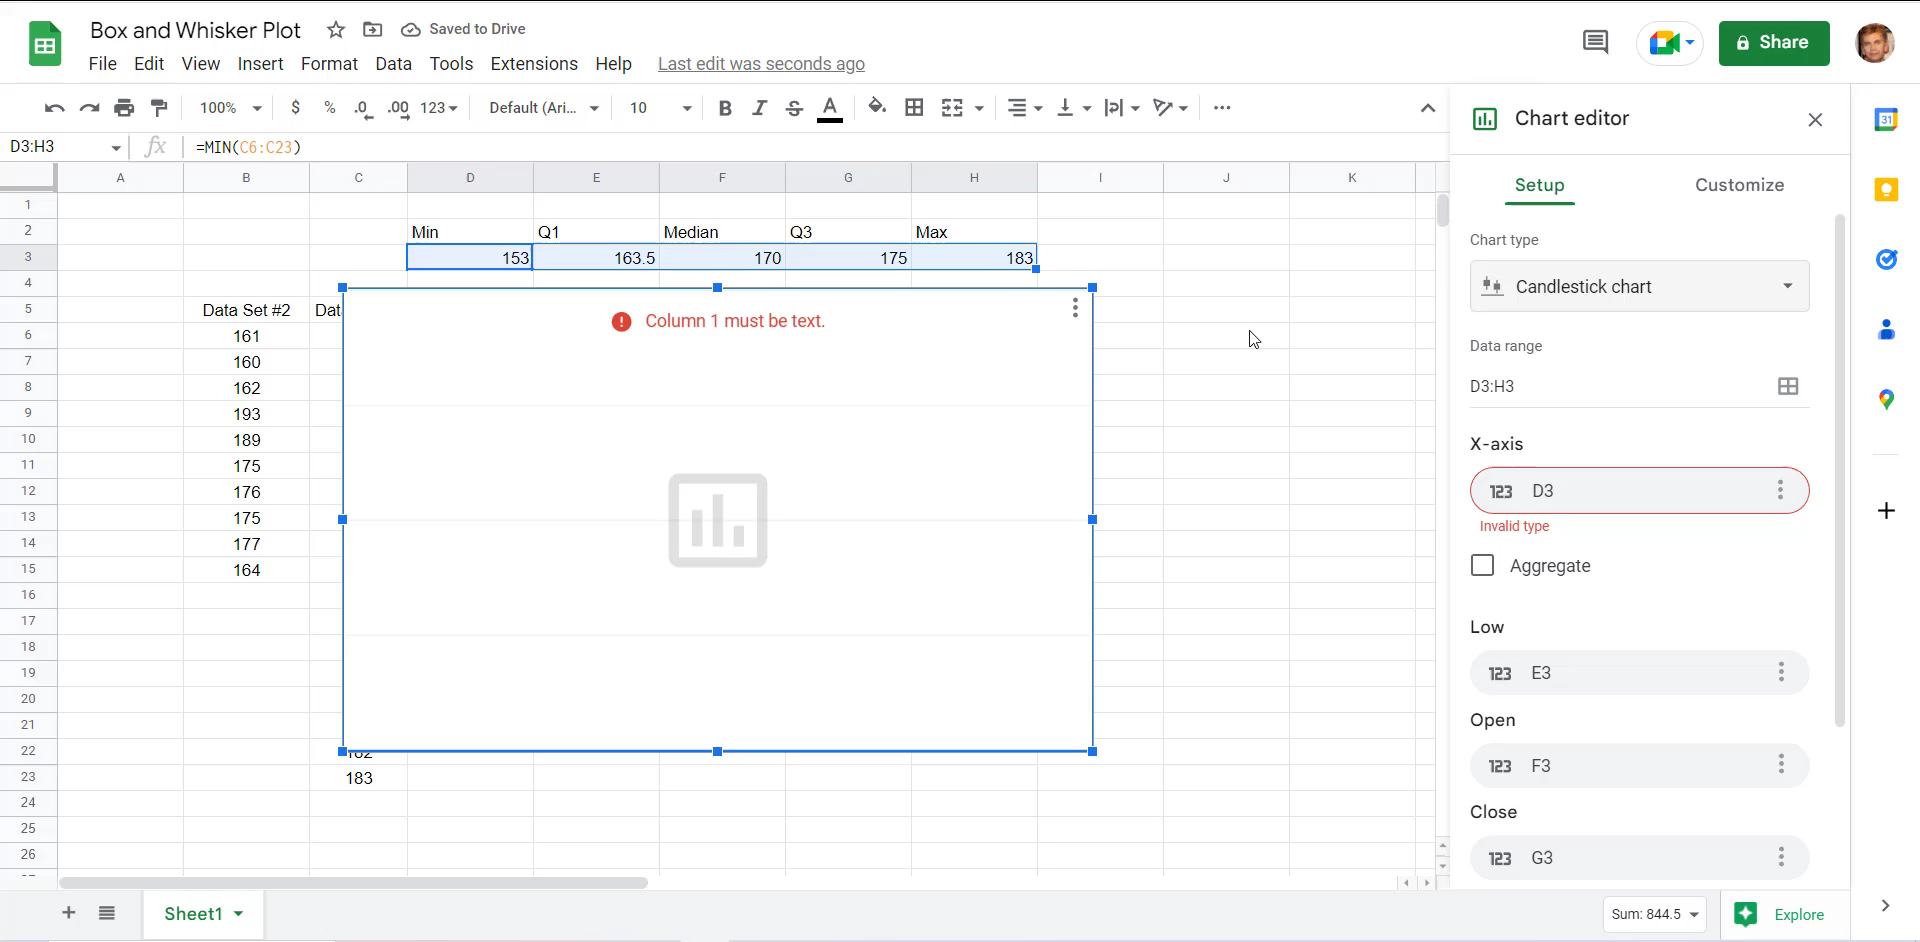 Box and Whisker Plot
Saved to Drive
File Edit View Insert Format Data Tools Extensions Help Last edit was seconds ago
Share
100% $ % .0 .00 123 Default (Ari... 10 B I S A
D3:H3 fx =MIN(C6:C23)
A B C D E F G H I J K
1
2 Min Q1 Median Q3 Max
3 153 163.5 170 175 183
4
5 Data Set #2 Dat
6 161
7 160
8 162
9 193
10 189
11 175
12 176
13 175
14 177
15 164
16
17
18
19
20
21
22
23 183
24
25
26
Column 1 must be text.
Chart editor
Setup Customize
Chart type
Candlestick chart
Data range
D3:H3
X-axis
123 D3
Invalid type
Aggregate
Low
123 E3
Open
123 F3
Close
123 G3
31
Sheet1
Sum: 844.5
Explore